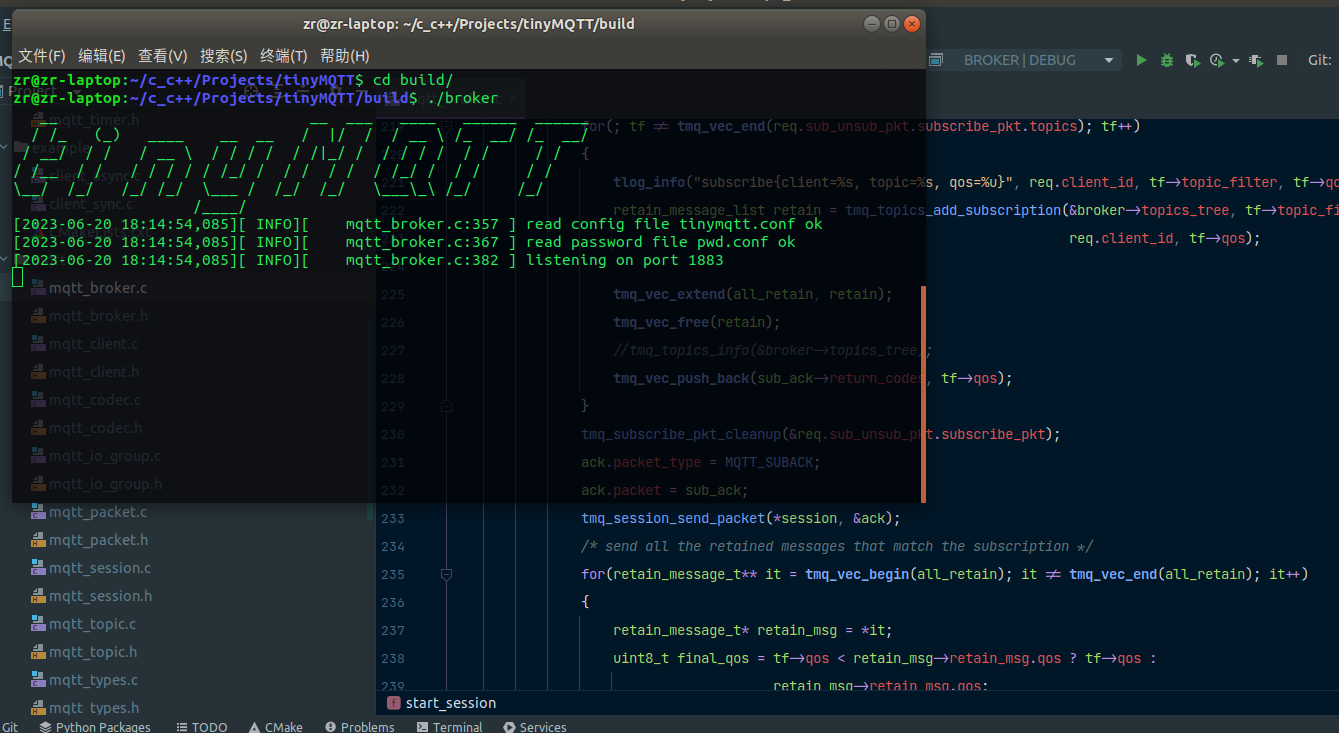 zr@zr-laptop: ~/c_c++/Projects/tinyMQTT/build
文件(F) 编辑(E) 查看(V) 搜索(S) 终端(T) 帮助(H)
zr@zr-laptop:~/c_c++/Projects/tinyMQTT$ cd build/
zr@zr-laptop:~/c_c++/Projects/tinyMQTT/build$ ./broker
tinyMQTT
[2023-06-20 18:14:54,085][ INFO][ mqtt_broker.c:357 ] read config file tinymqtt.conf ok
[2023-06-20 18:14:54,085][ INFO][ mqtt_broker.c:367 ] read password file pwd.conf ok
[2023-06-20 18:14:54,085][ INFO][ mqtt_broker.c:382 ] listening on port 1883
BROKER | DEBUG
Git:
Project
mqtt_timer.h
example
client_async.c
client_sync.c
mqtt_broker.c
mqtt_broker.h
mqtt_client.c
mqtt_client.h
mqtt_codec.c
mqtt_codec.h
mqtt_io_group.c
mqtt_io_group.h
mqtt_packet.c
mqtt_packet.h
mqtt_session.c
mqtt_session.h
mqtt_topic.c
mqtt_topic.h
mqtt_types.c
mqtt_types.h
for(; tf ≠ tmq_vec_end(req.sub_unsub_pkt.subscribe_pkt.topics); tf++)
{
tlog_info("subscribe{client=%s, topic=%s, qos=%u}", req.client_id, tf→topic_filter, tf→qo
222 retain_message_list retain = tmq_topics_add_subscription(&broker→topics_tree, tf→topic_fi
req.client_id, tf→qos);
225 tmq_vec_extend(all_retain, retain);
226 tmq_vec_free(retain);
227 //tmq_topics_info(&broker→topics_tree);
228 tmq_vec_push_back(sub_ack→return_codes, tf→qos);
229 }
230 tmq_subscribe_pkt_cleanup(&req.sub_unsub_pkt.subscribe_pkt);
231 ack.packet_type = MQTT_SUBACK;
232 ack.packet = sub_ack;
233 tmq_session_send_packet(*session, &ack);
234 /* send all the retained messages that match the subscription */
235 for(retain_message_t** it = tmq_vec_begin(all_retain); it ≠ tmq_vec_end(all_retain); it++)
236 {
237 retain_message_t* retain_msg = *it;
238 uint8_t final_qos = tf→qos < retain_msg→retain_msg.qos ? tf→qos :
239 retain_msg→retain_msg.qos;
f start_session
Git Python Packages TODO CMake Problems Terminal Services